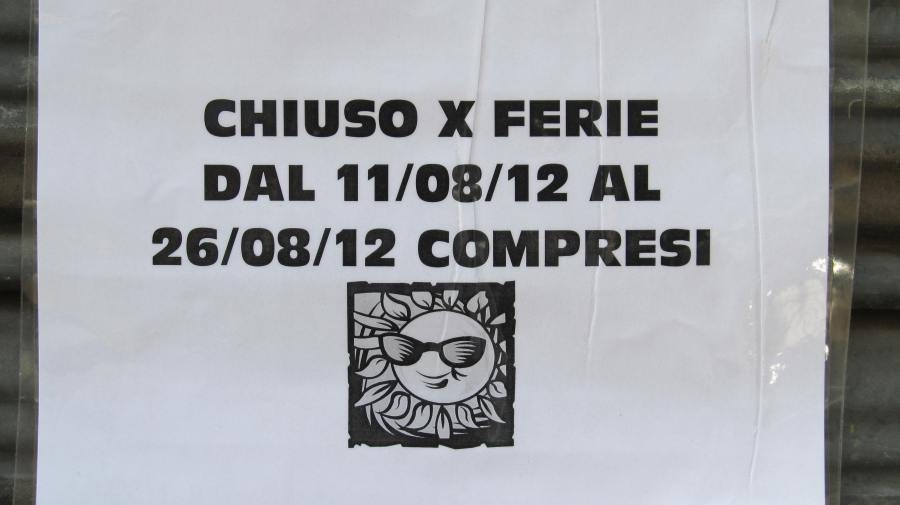 CHIUSO X FERIE
DAL 11/08/12 AL
26/08/12 COMPRESI